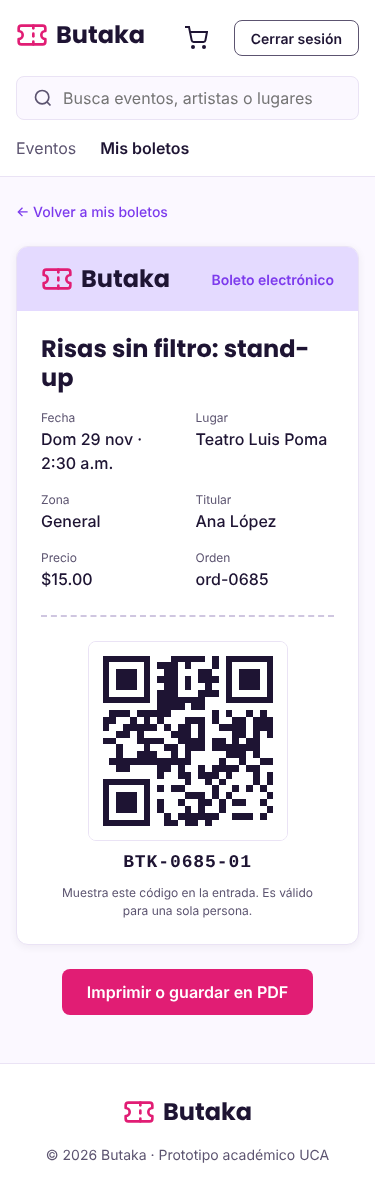 Butaka
Cerrar sesión
Busca eventos, artistas o lugares
Eventos
Mis boletos
← Volver a mis boletos
Butaka
Boleto electrónico
Risas sin filtro: stand-
up
Fecha
Dom 29 nov ·
2:30 a.m.
Lugar
Teatro Luis Poma
Zona
General
Titular
Ana López
Precio
$15.00
Orden
ord-0685
BTK-0685-01
Muestra este código en la entrada. Es válido
para una sola persona.
Imprimir o guardar en PDF
Butaka
© 2026 Butaka · Prototipo académico UCA